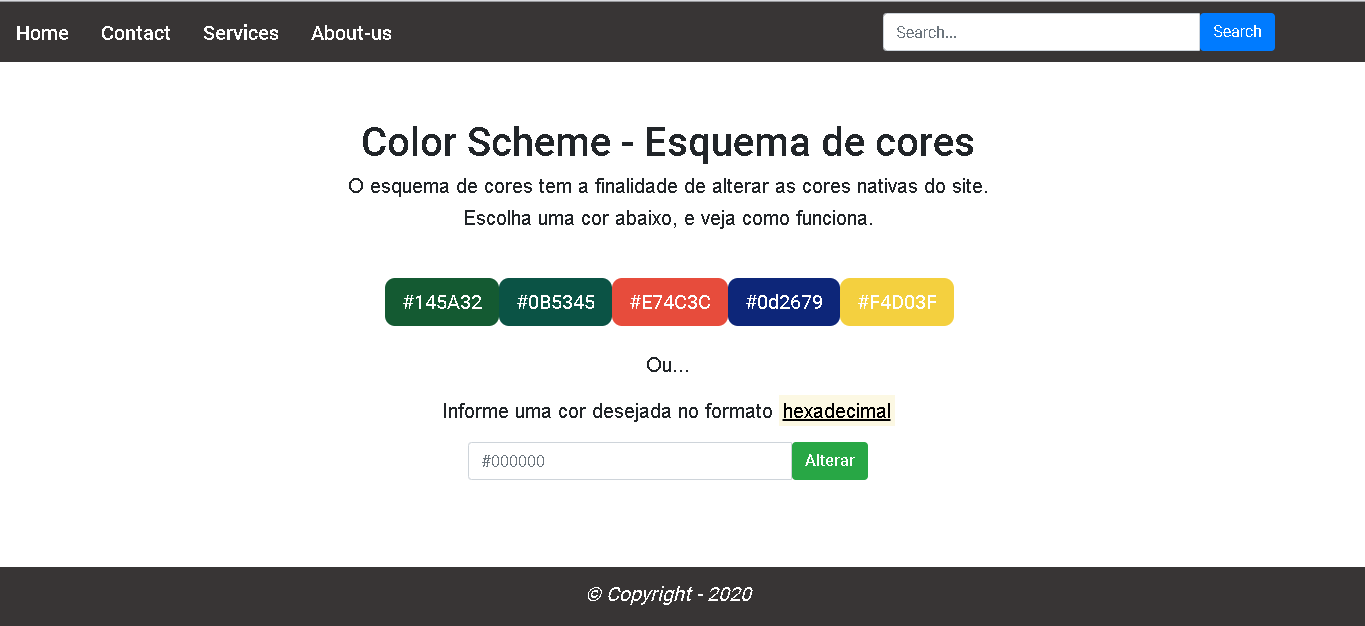 Home Contact Services About-us Search... Search
Color Scheme - Esquema de cores
O esquema de cores tem a finalidade de alterar as cores nativas do site.
Escolha uma cor abaixo, e veja como funciona.
#145A32 #0B5345 #E74C3C #0d2679 #F4D03F
Ou...
Informe uma cor desejada no formato hexadecimal
#000000 Alterar
© Copyright - 2020